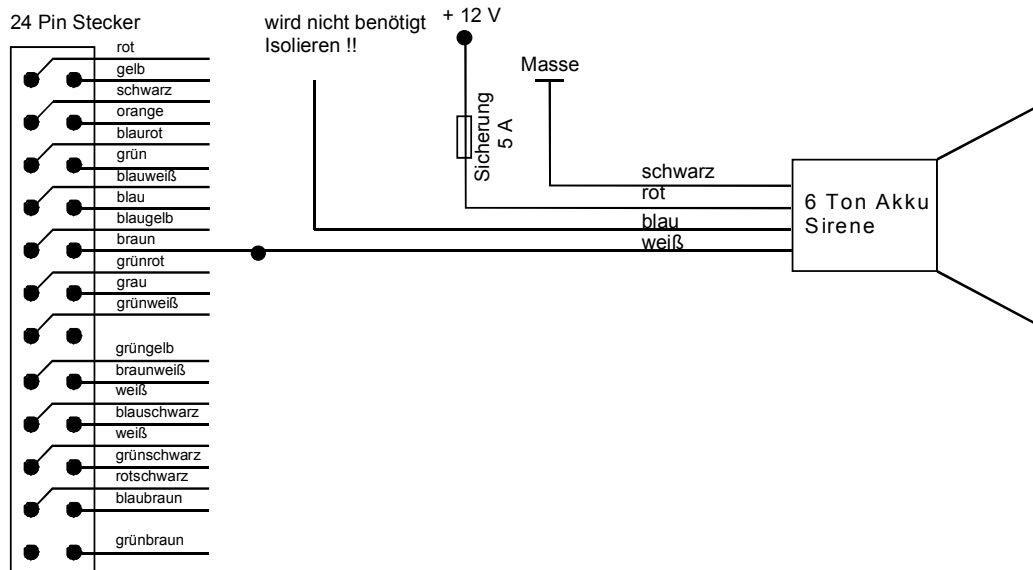 24 Pin Stecker
rot
gelb
schwarz
orange
blaurot
grün
blauweiß
blau
blaugelb
braun
grünrot
grau
grünweiß
grüngelb
braunweiß
weiß
blauschwarz
weiß
grünschwarz
rotschwarz
blaubraun
grünbraun
wird nicht benötigt
Isolieren !!
+ 12 V
Sicherung
5 A
Masse
schwarz
rot
blau
weiß
6 Ton Akku
Sirene